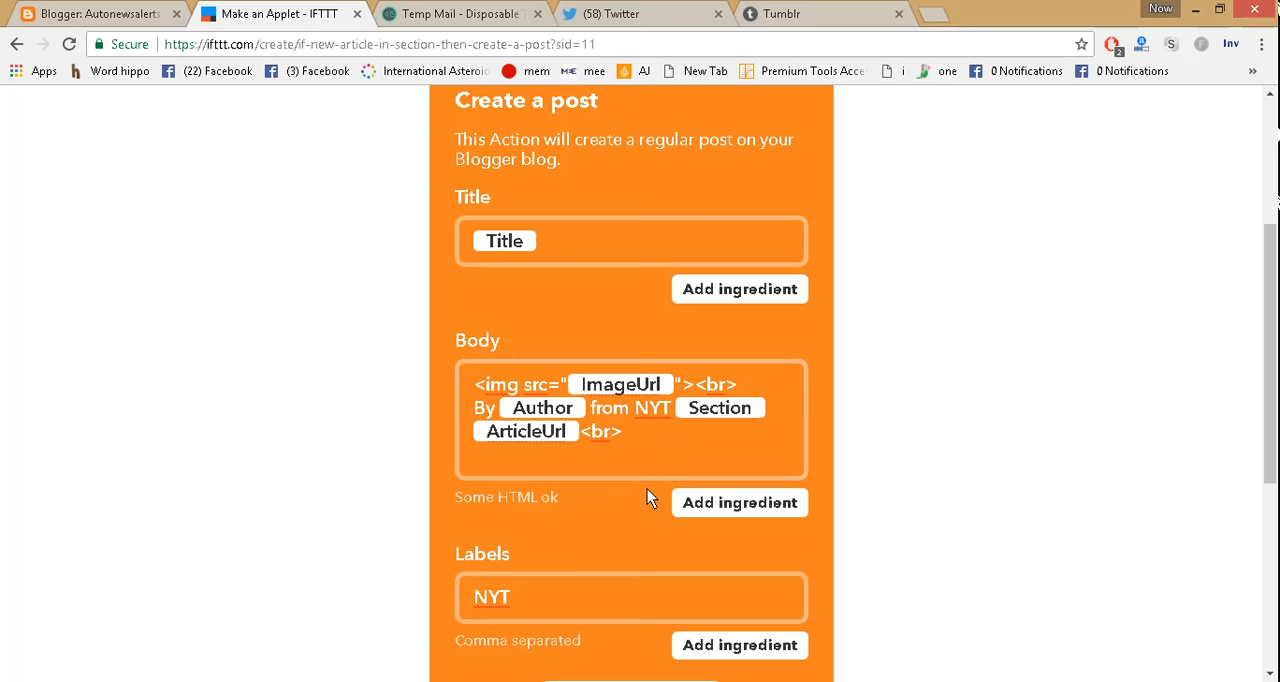 Blogger: Autonewsalerts
Make an Applet - IFTTT
Temp Mail - Disposable
(58) Twitter
Tumblr
Now
Secure
https://ifttt.com/create/if-new-article-in-section-then-create-a-post?sid=11
2
S
F
Inv
Apps
Word hippo
(22) Facebook
(3) Facebook
International Asteroi
mem
ME
mee
AJ
New Tab
Premium Tools Acce
i
one
0 Notifications
0 Notifications
»
Create a post
This Action will create a regular post on your
Blogger blog.
Title
Title
Add ingredient
Body
<img src=" ImageUrl "><br>
By Author from NYT Section
ArticleUrl <br>
Some HTML ok
Add ingredient
Labels
NYT
Comma separated
Add ingredient